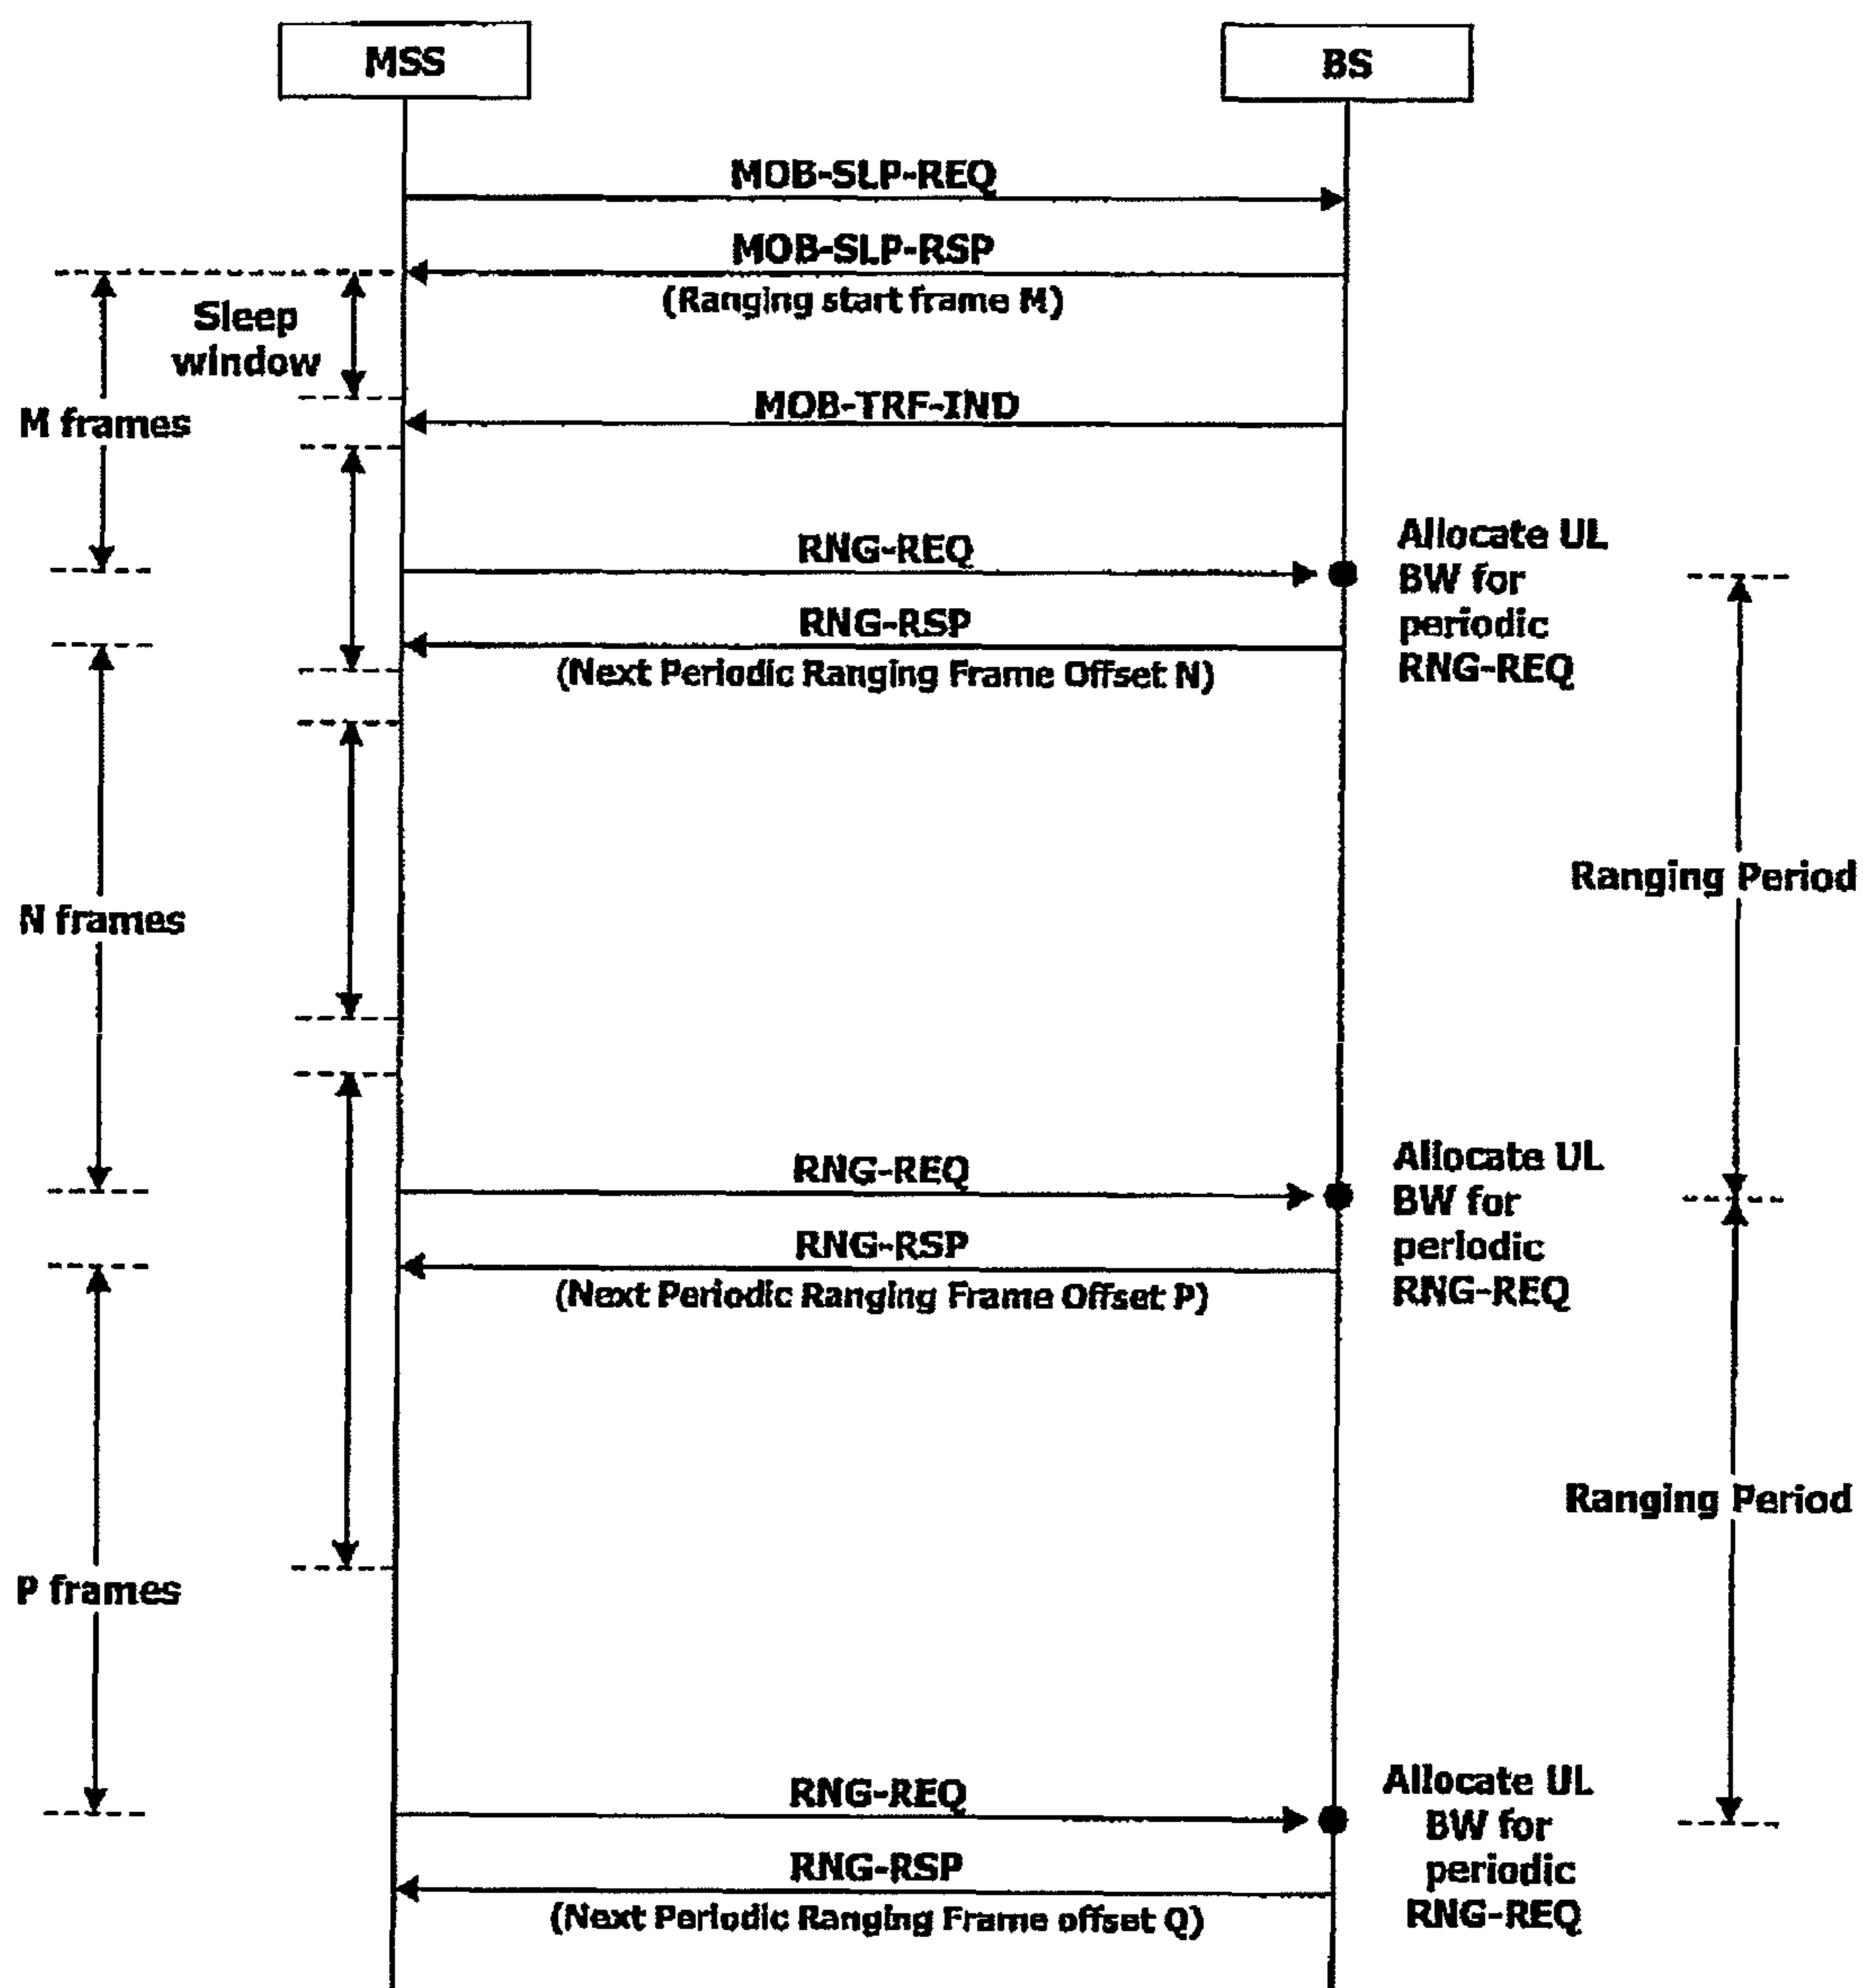 MSS
BS
MOB-SLP-REQ
MOB-SLP-RSP
(Ranging start frame M)
Sleep
window
M frames
MOB-TRF-IND
RNG-REQ
Allocate UL
BW for
periodic
RNG-REQ
RNG-RSP
(Next Periodic Ranging Frame Offset N)
Ranging Period
N frames
RNG-REQ
Allocate UL
BW for
periodic
RNG-REQ
RNG-RSP
(Next Periodic Ranging Frame Offset P)
Ranging Period
P frames
RNG-REQ
Allocate UL
BW for
periodic
RNG-REQ
RNG-RSP
(Next Periodic Ranging Frame offset Q)